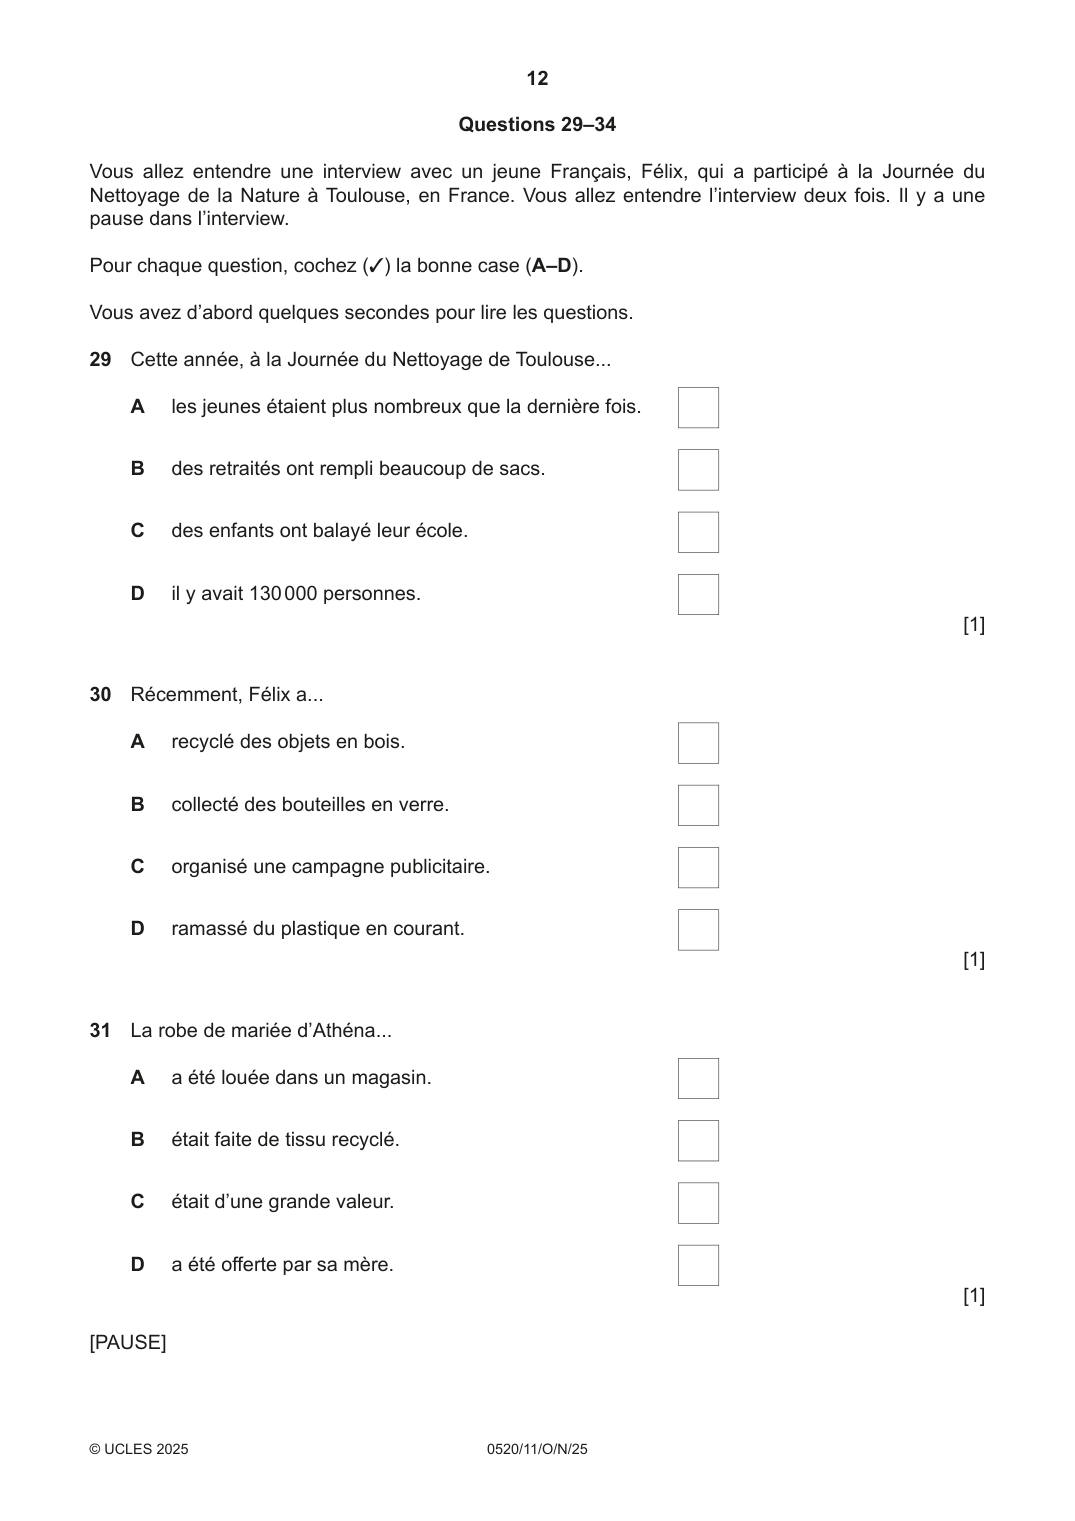 12
Questions 29–34
Vous allez entendre une interview avec un jeune Français, Félix, qui a participé à la Journée du
Nettoyage de la Nature à Toulouse, en France. Vous allez entendre l’interview deux fois. Il y a une
pause dans l’interview.
Pour chaque question, cochez (✓) la bonne case (A–D).
Vous avez d’abord quelques secondes pour lire les questions.
29 Cette année, à la Journée du Nettoyage de Toulouse...
A les jeunes étaient plus nombreux que la dernière fois.
B des retraités ont rempli beaucoup de sacs.
C des enfants ont balayé leur école.
D il y avait 130 000 personnes.
[1]
30 Récemment, Félix a...
A recyclé des objets en bois.
B collecté des bouteilles en verre.
C organisé une campagne publicitaire.
D ramassé du plastique en courant.
[1]
31 La robe de mariée d’Athéna...
A a été louée dans un magasin.
B était faite de tissu recyclé.
C était d’une grande valeur.
D a été offerte par sa mère.
[1]
[PAUSE]
© UCLES 2025 0520/11/O/N/25